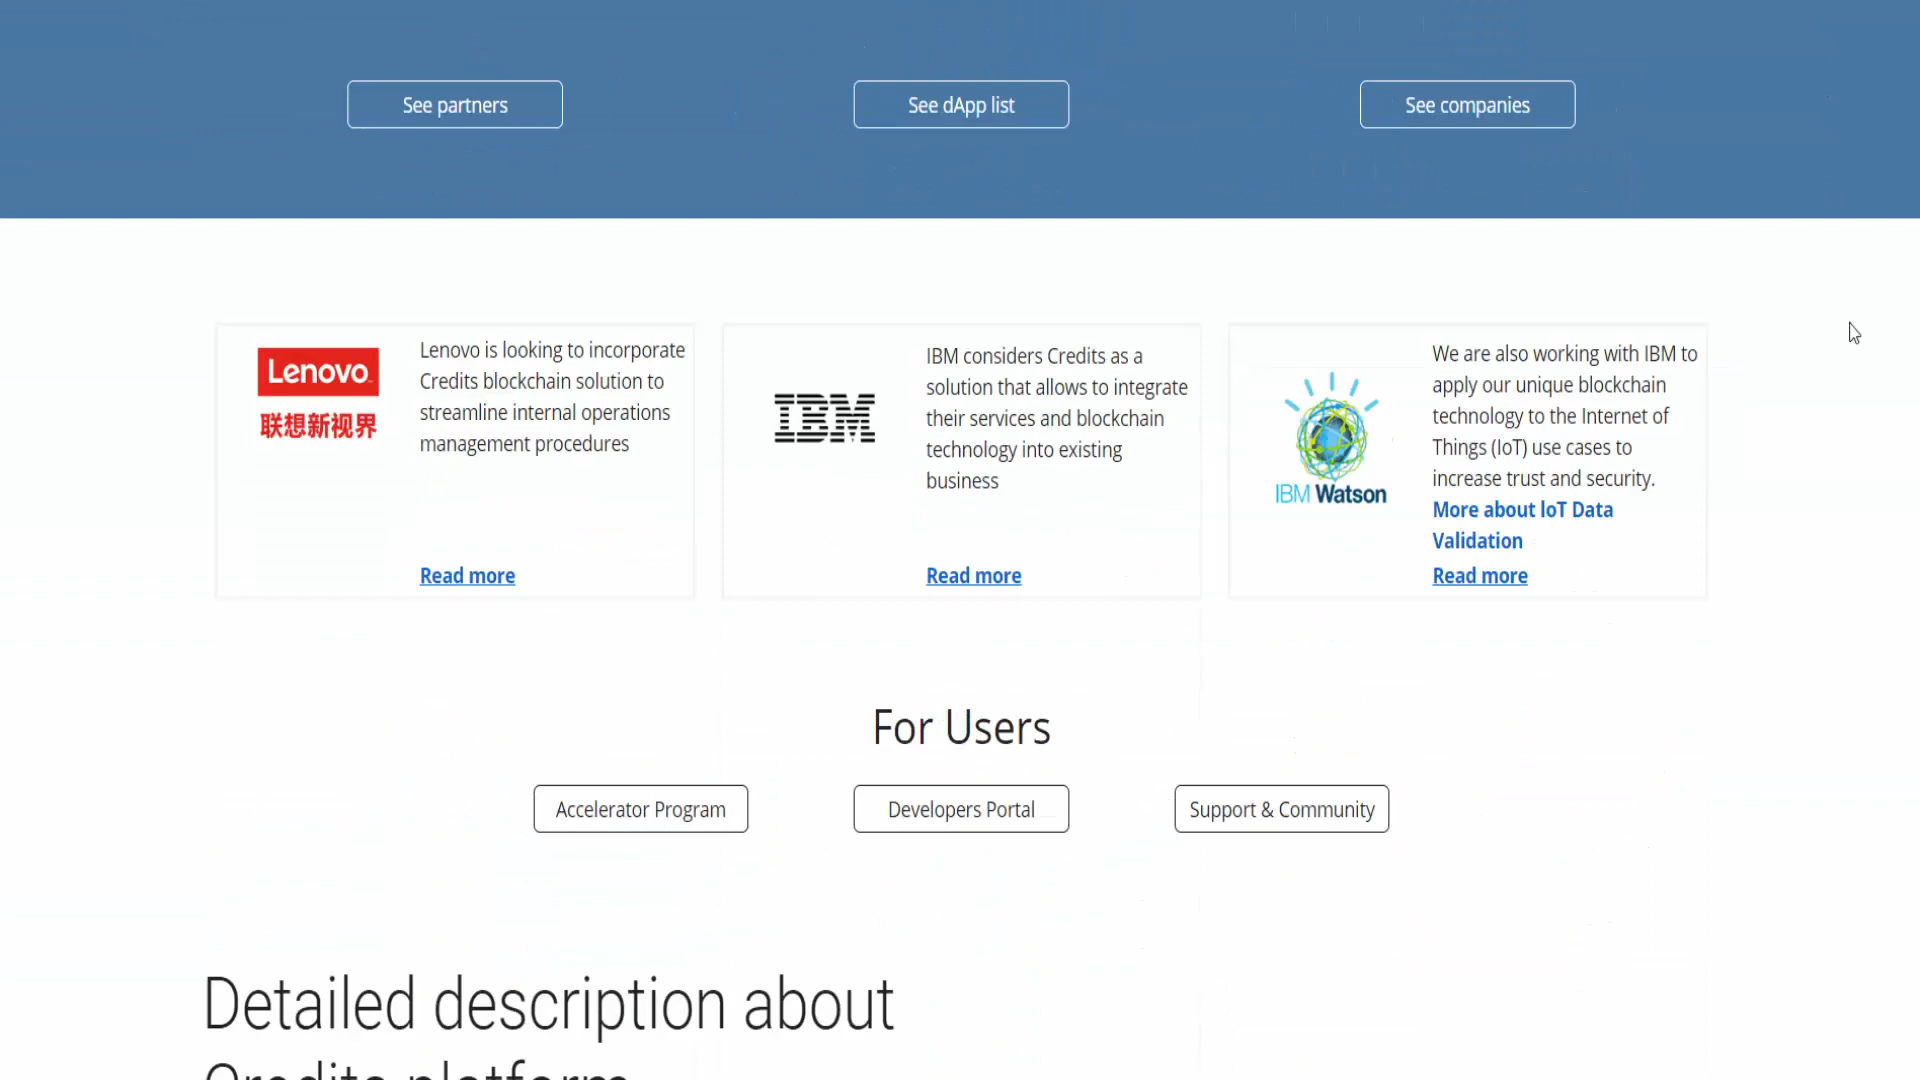 See partners
See dApp list
See companies
Lenovo
联想新视界
Lenovo is looking to incorporate
Credits blockchain solution to
streamline internal operations
management procedures
Read more
IBM
IBM considers Credits as a
solution that allows to integrate
their services and blockchain
technology into existing
business
Read more
IBM Watson
We are also working with IBM to
apply our unique blockchain
technology to the Internet of
Things (IoT) use cases to
increase trust and security.
More about IoT Data
Validation
Read more
For Users
Accelerator Program
Developers Portal
Support & Community
Detailed description about
Credits platform